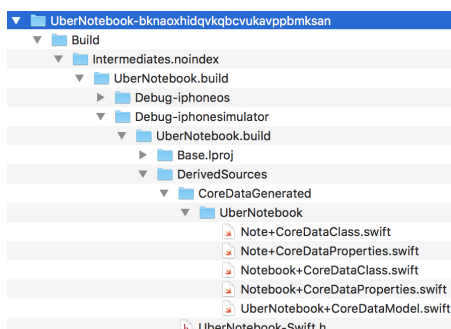 UberNotebook-bknaoxhidqvkqbcvukavppbmksan
Build
Intermediates.noindex
UberNotebook.build
Debug-iphoneos
Debug-iphonesimulator
UberNotebook.build
Base.lproj
DerivedSources
CoreDataGenerated
UberNotebook
Note+CoreDataClass.swift
Note+CoreDataProperties.swift
Notebook+CoreDataClass.swift
Notebook+CoreDataProperties.swift
UberNotebook+CoreDataModel.swift
UberNotebook-Swift.h